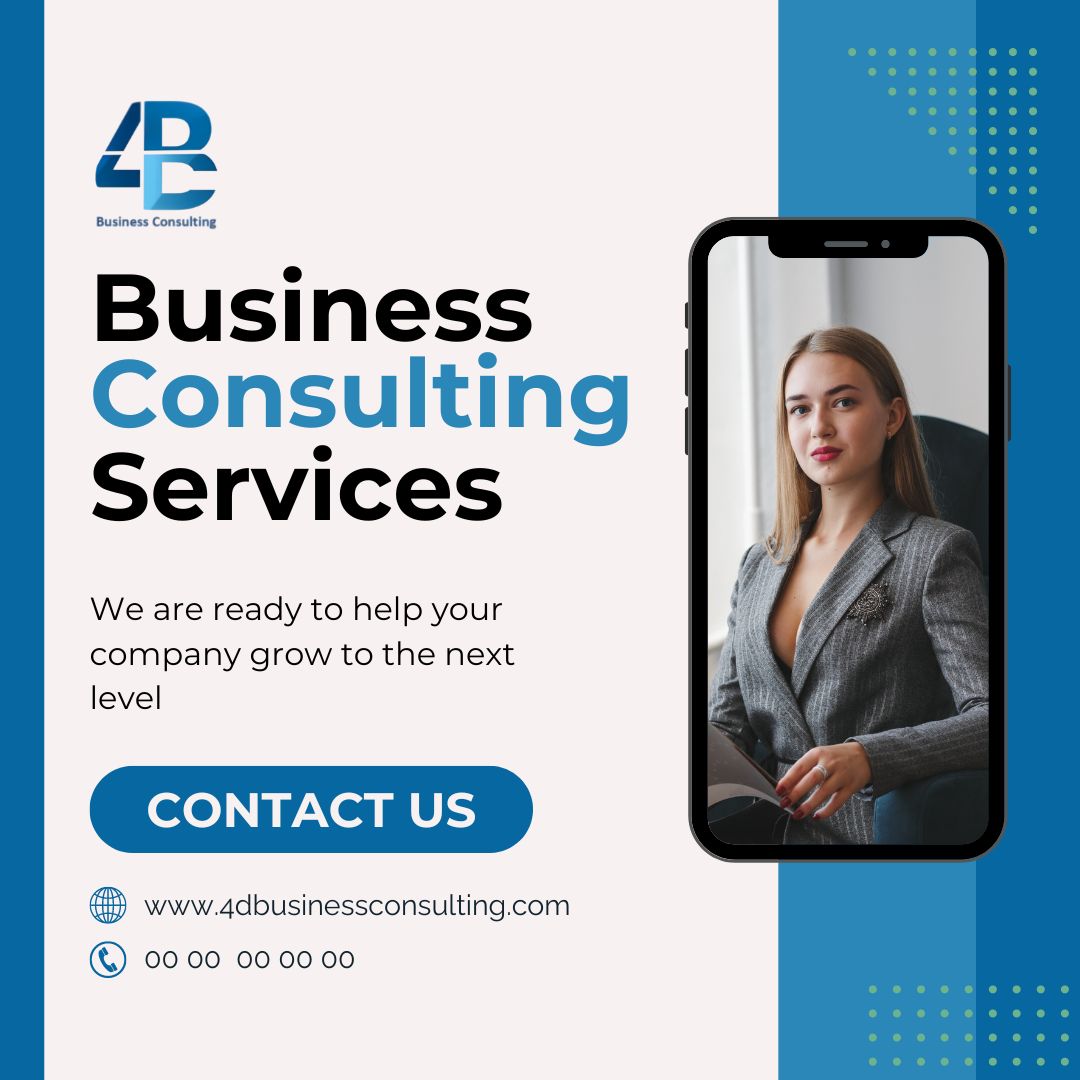 4DC
Business Consulting
Business
Consulting
Services
We are ready to help your
company grow to the next
level
CONTACT US
www.4dbusinessconsulting.com
00 00  00 00 00